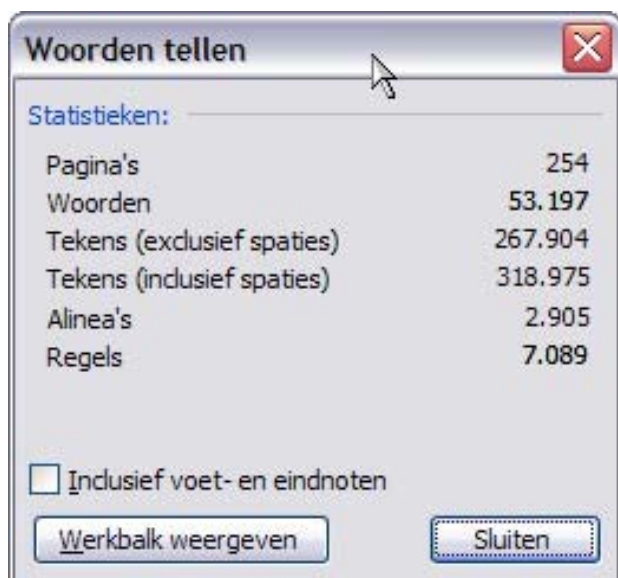 Woorden tellen
Statistieken:
Pagina's 254
Woorden 53.197
Tekens (exclusief spaties) 267.904
Tekens (inclusief spaties) 318.975
Alinea's 2.905
Regels 7.089
Inclusief voet- en eindnoten
Werkbalk weergeven Sluiten